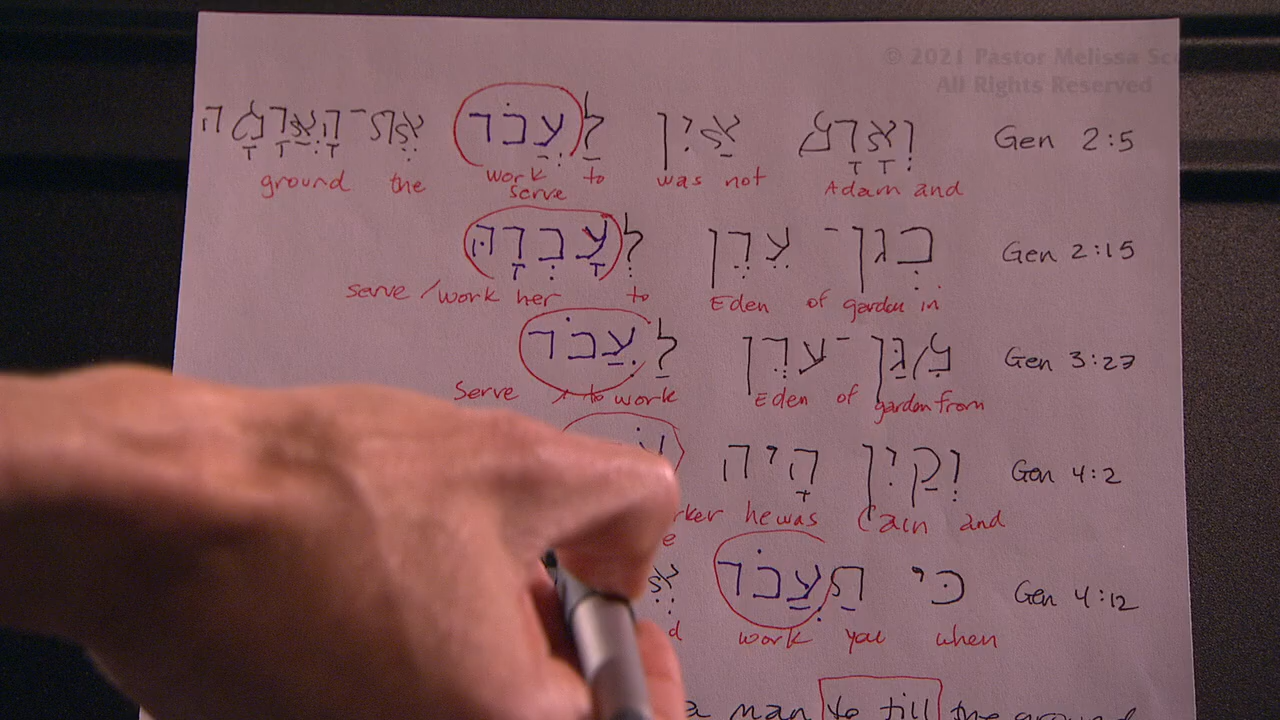 © 2021 Pastor Melissa
All Rights Reserved
Gen 2:5 וְאָדָם אַיִן לַעֲבֹד אֶת־הָאֲדָמָה
ground the work to was not Adam and
serve
Gen 2:15 בְגַן־עֵדֶן לְעָבְדָהּ
serve/work her to Eden of garden in
Gen 3:23 מִגַּן־עֵדֶן לַעֲבֹד
Serve to work Eden of garden from
Gen 4:2 וְקַיִן הָיָה
he was Cain and
Gen 4:12 כִּי תַעֲבֹד
work you when
a man to till the ground